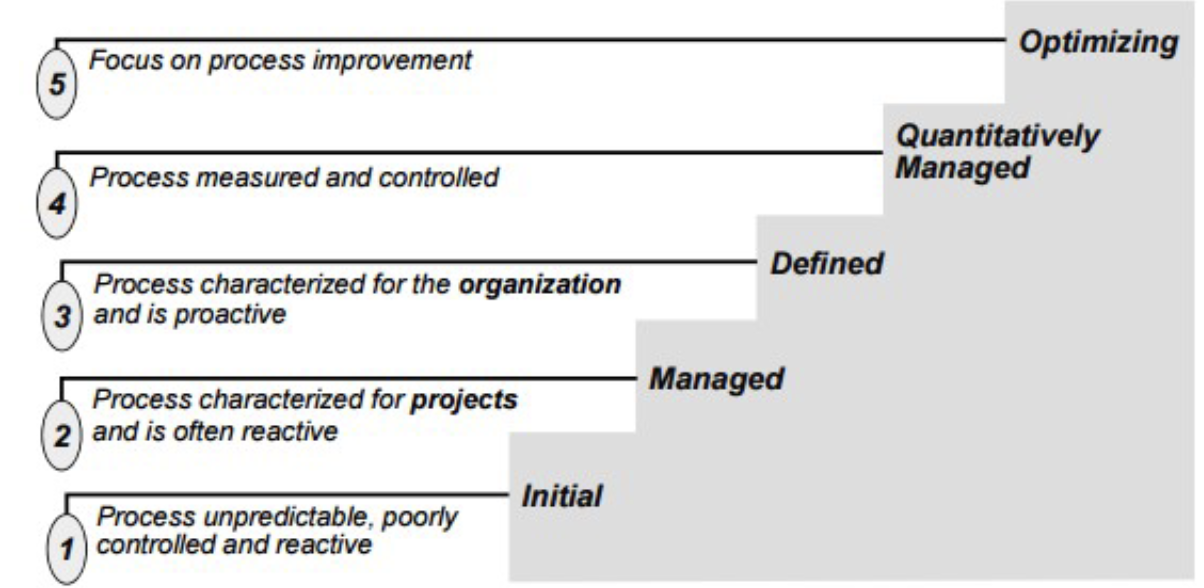 Optimizing
5
Focus on process improvement
Quantitatively
Managed
4
Process measured and controlled
Defined
3
Process characterized for the organization
and is proactive
Managed
2
Process characterized for projects
and is often reactive
Initial
1
Process unpredictable, poorly
controlled and reactive